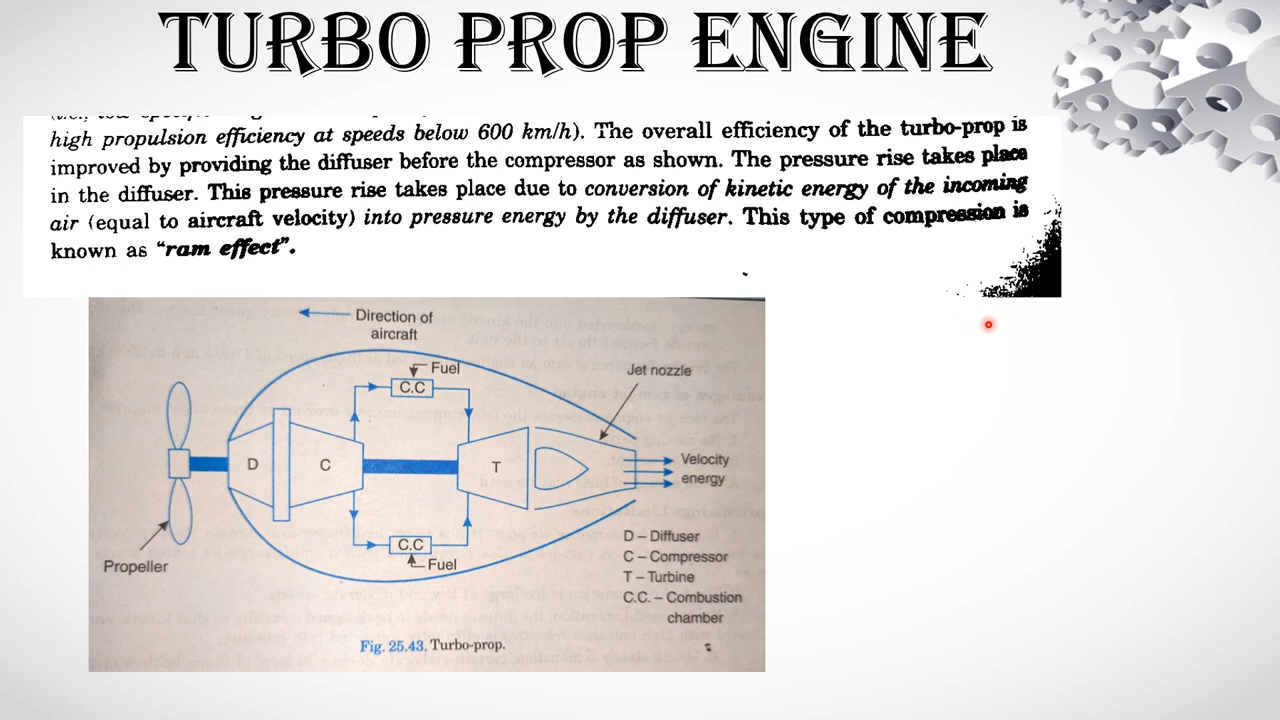 TURBO PROP ENGINE
high propulsion efficiency at speeds below 600 km/h). The overall efficiency of the turbo-prop is
improved by providing the diffuser before the compressor as shown. The pressure rise takes place
in the diffuser. This pressure rise takes place due to conversion of kinetic energy of the incoming
air (equal to aircraft velocity) into pressure energy by the diffuser. This type of compression is
known as “ram effect”.
Direction of
aircraft
Fuel
C.C
Jet nozzle
D
C
T
Velocity
energy
C.C
Fuel
Propeller
D – Diffuser
C – Compressor
T – Turbine
C.C. – Combustion
chamber
Fig. 25.43. Turbo-prop.